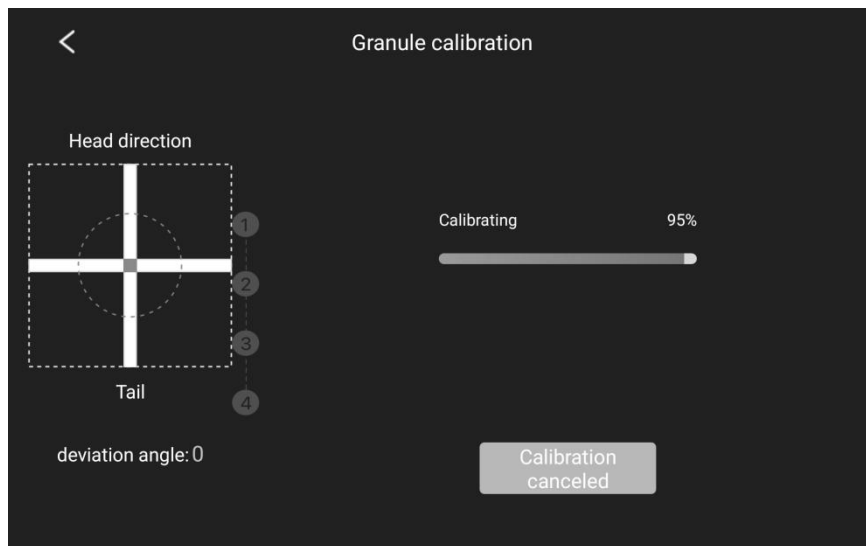 Granule calibration
Head direction
1
Calibrating 95%
2
3
Tail
4
deviation angle: 0
Calibration
canceled